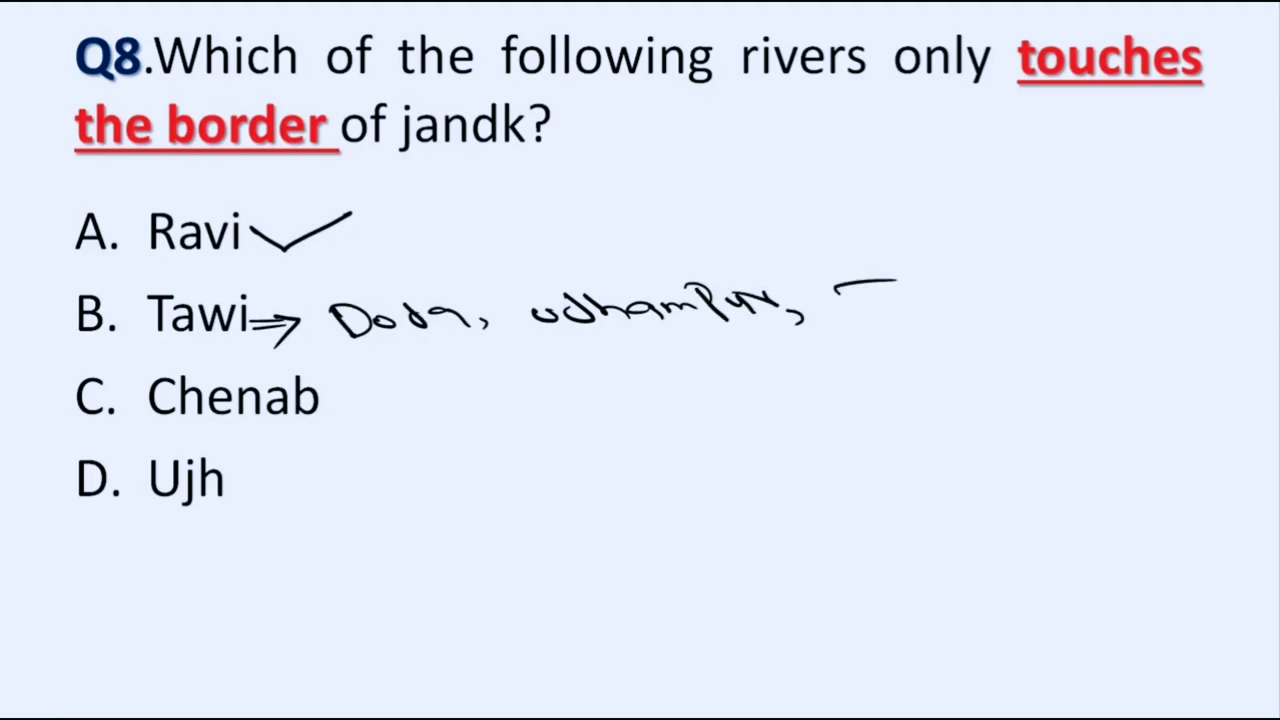 Q8.Which of the following rivers only touches
the border of jandk?
A. Ravi
B. Tawi⇒ Doda, udhampur,
C. Chenab
D. Ujh